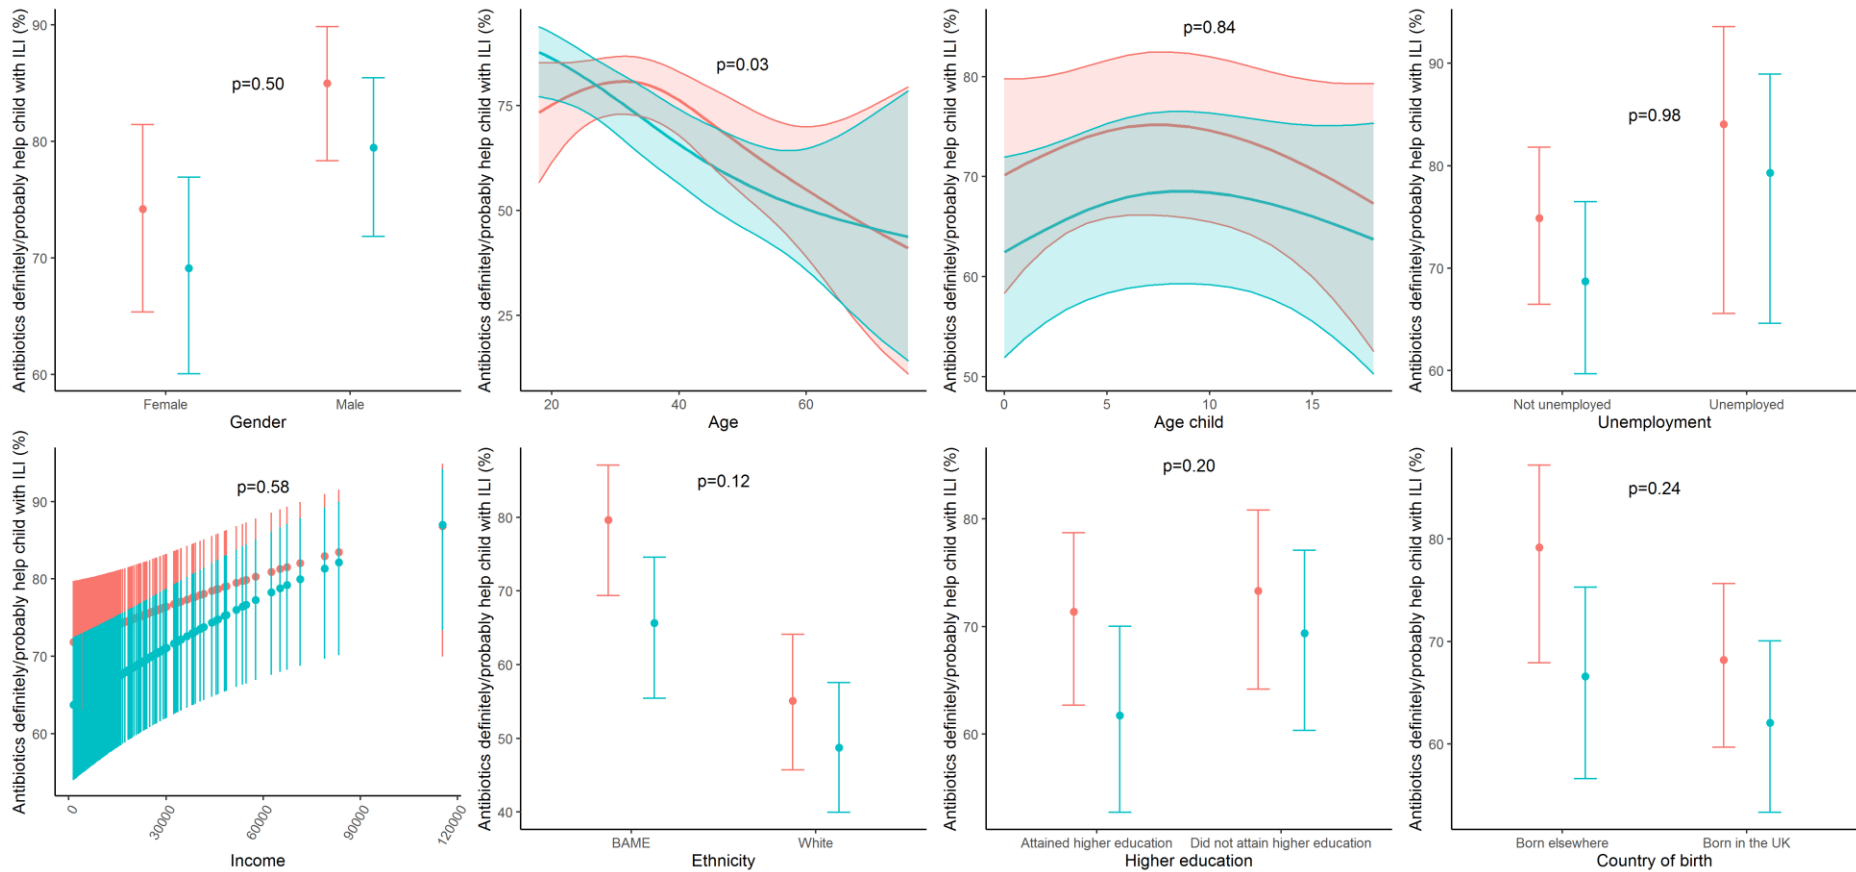 Antibiotics definitely/probably help child with ILI (%)
90
80
70
60
p=0.50
Female
Male
Gender
Antibiotics definitely/probably help child with ILI (%)
75
50
25
p=0.03
20
40
60
Age
Antibiotics definitely/probably help child with ILI (%)
80
70
60
50
p=0.84
0
5
10
15
Age child
Antibiotics definitely/probably help child with ILI (%)
90
80
70
60
p=0.98
Not unemployed
Unemployed
Unemployment
Antibiotics definitely/probably help child with ILI (%)
90
80
70
60
p=0.58
0
30000
60000
90000
120000
Income
Antibiotics definitely/probably help child with ILI (%)
80
70
60
50
40
p=0.12
BAME
White
Ethnicity
Antibiotics definitely/probably help child with ILI (%)
80
70
60
p=0.20
Attained higher education
Did not attain higher education
Higher education
Antibiotics definitely/probably help child with ILI (%)
80
70
60
p=0.24
Born elsewhere
Born in the UK
Country of birth